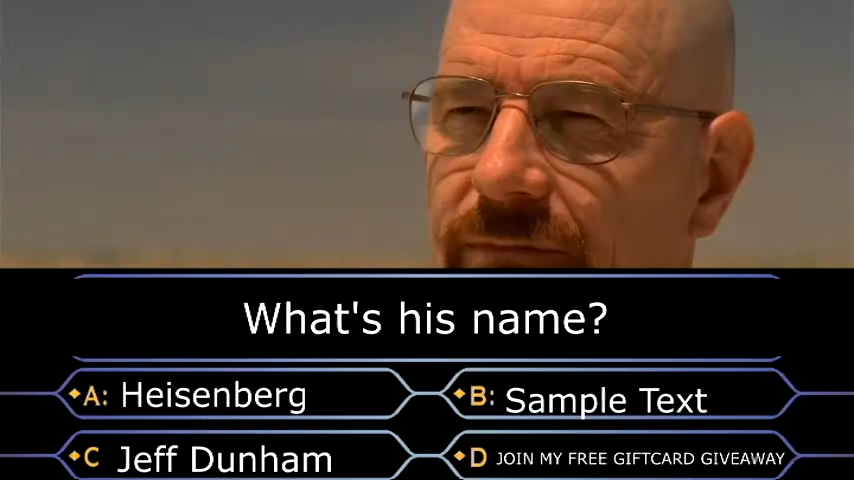 What's his name?
A: Heisenberg
B: Sample Text
C Jeff Dunham
D JOIN MY FREE GIFTCARD GIVEAWAY